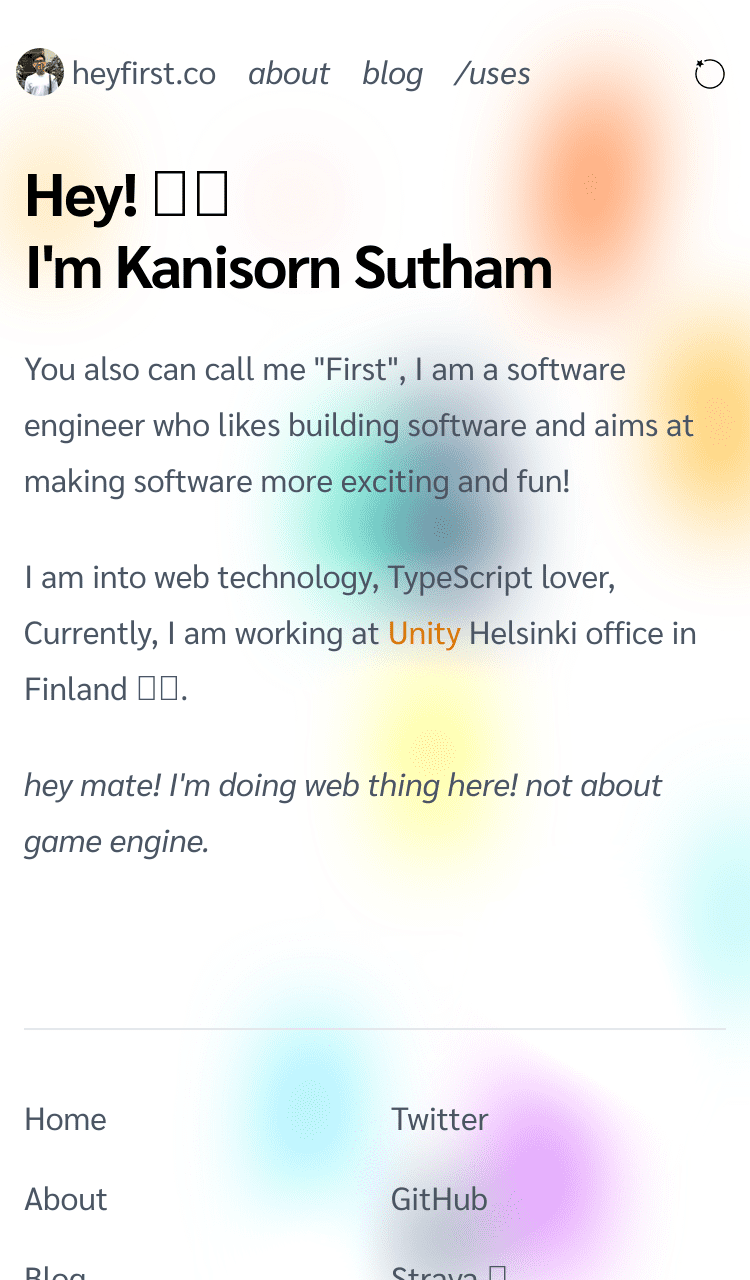 heyfirst.co about blog /uses
Hey!
I'm Kanisorn Sutham
You also can call me "First", I am a software
engineer who likes building software and aims at
making software more exciting and fun!
I am into web technology, TypeScript lover,
Currently, I am working at Unity Helsinki office in
Finland .
hey mate! I'm doing web thing here! not about
game engine.
Home Twitter
About GitHub
Blog Strava